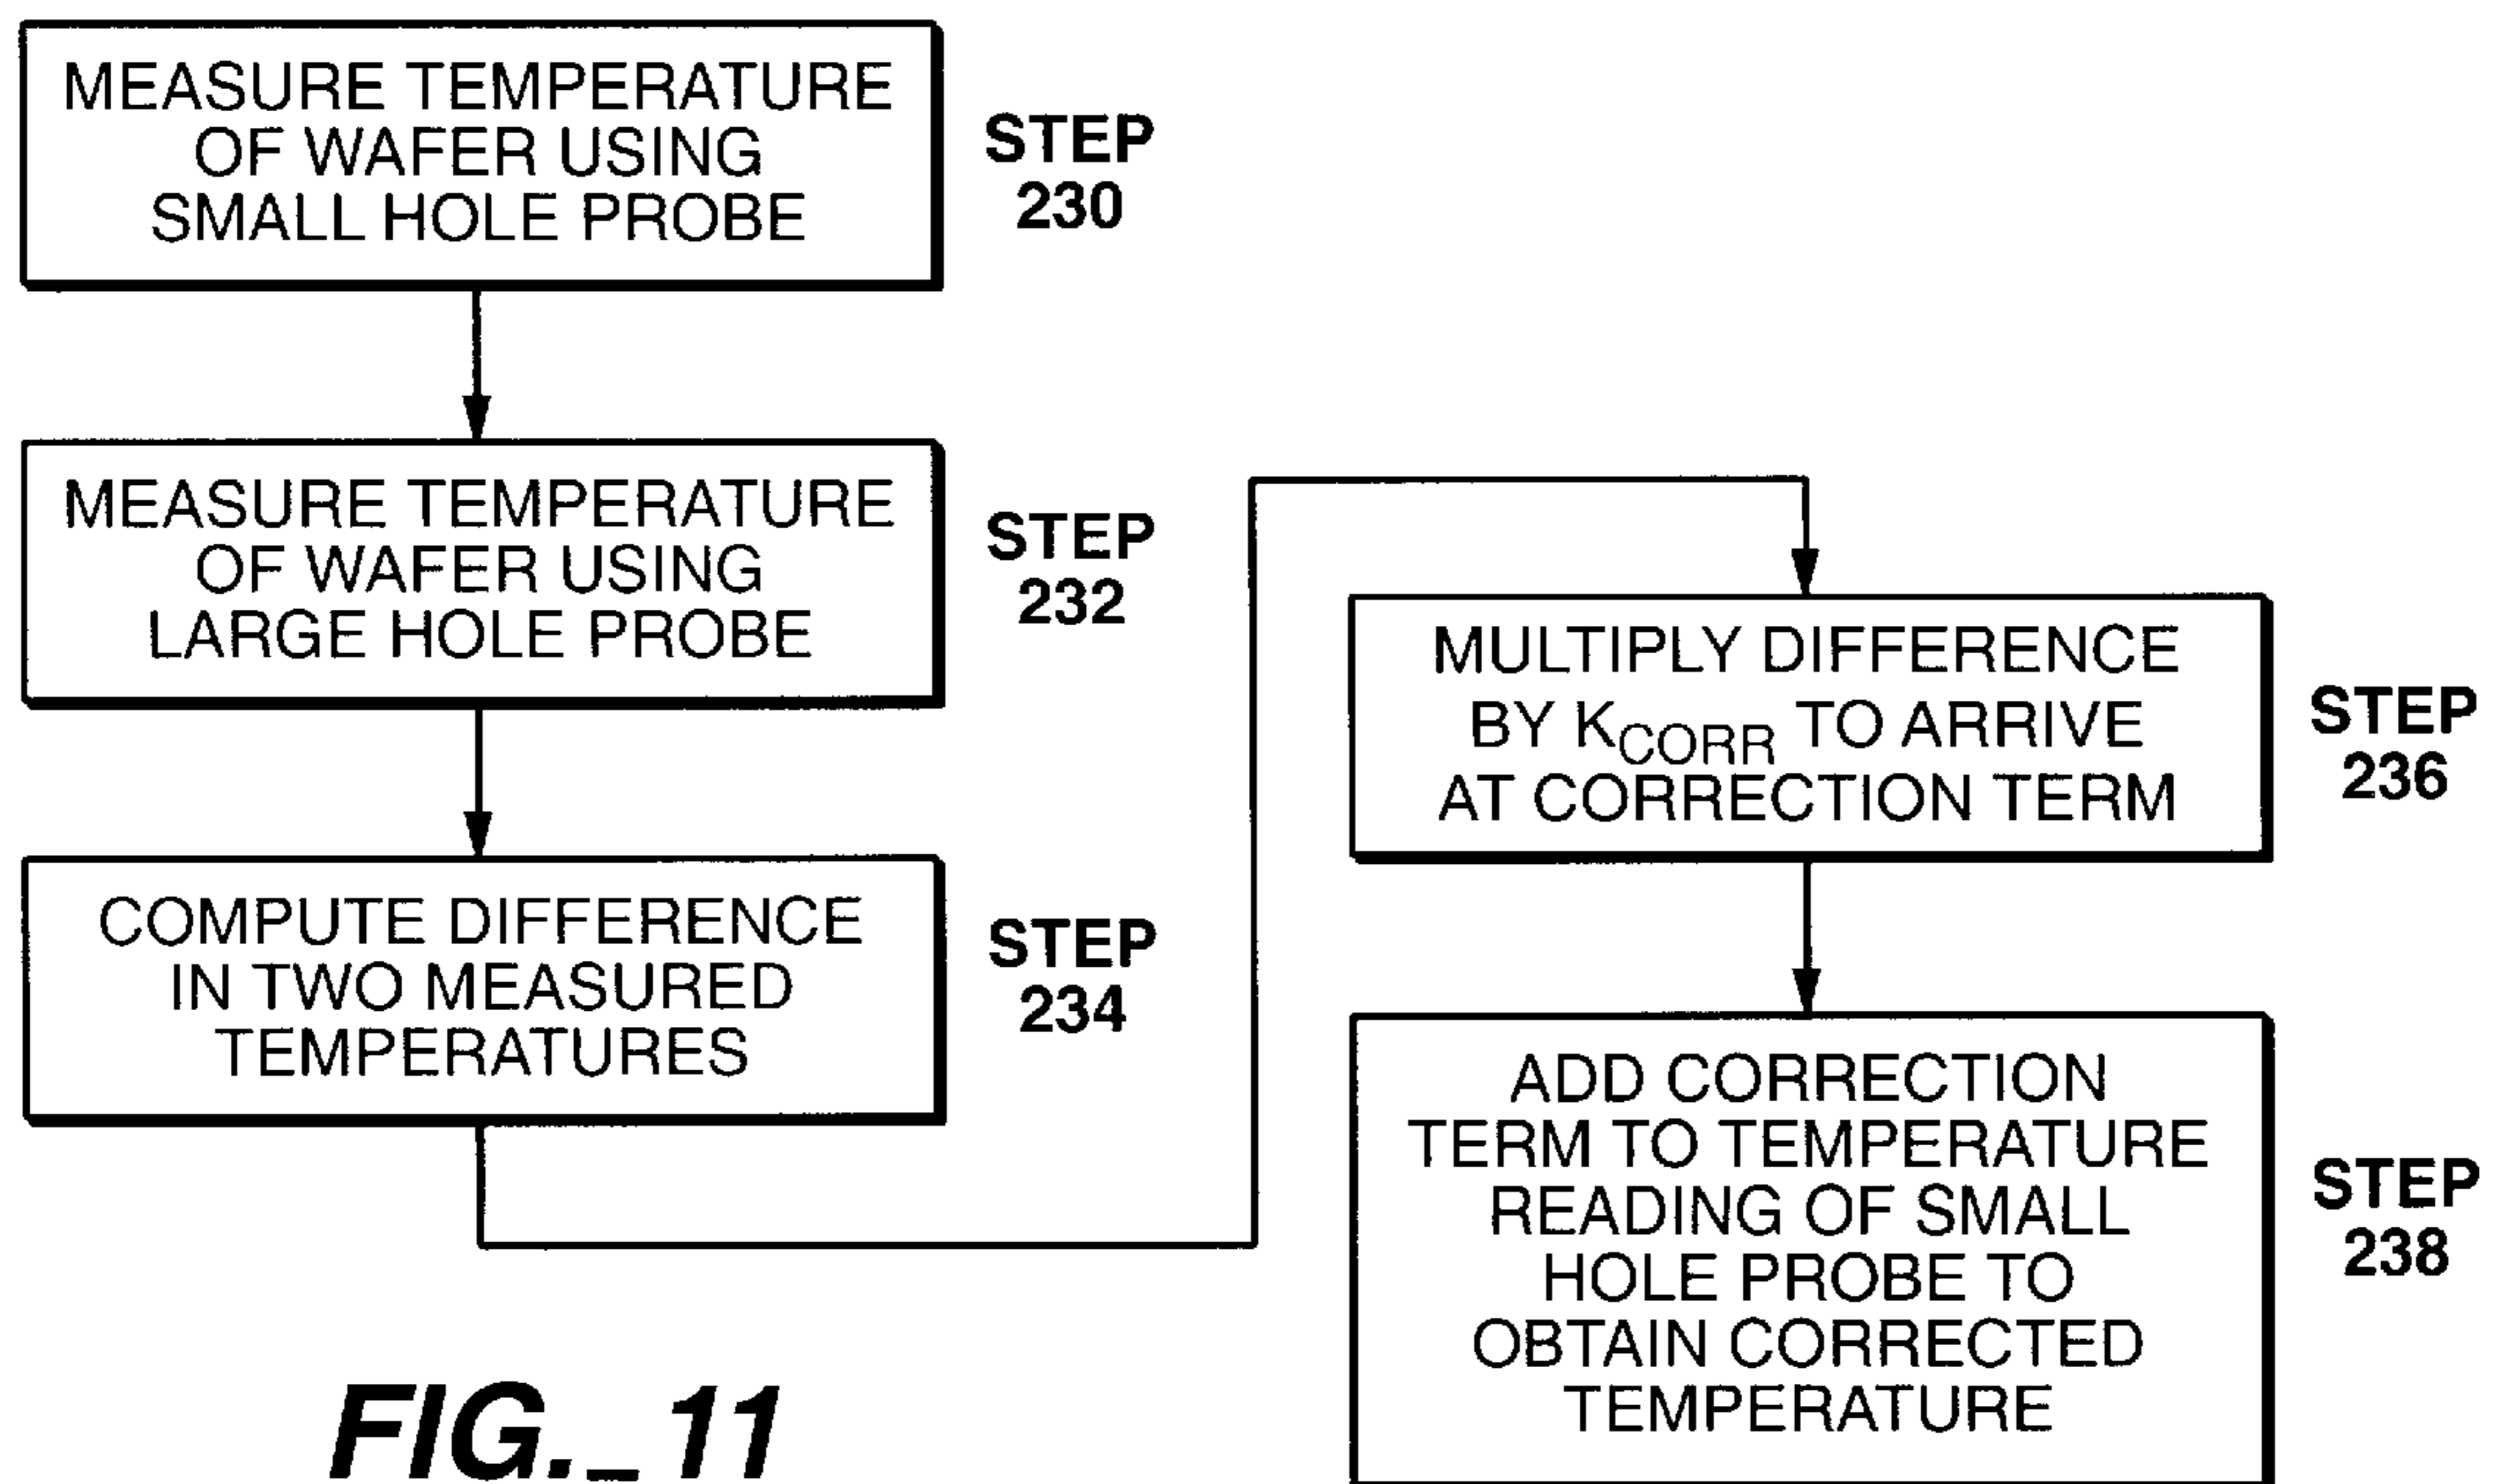 MEASURE TEMPERATURE
OF WAFER USING
SMALL HOLE PROBE
STEP
230
MEASURE TEMPERATURE
OF WAFER USING
LARGE HOLE PROBE
STEP
232
COMPUTE DIFFERENCE
IN TWO MEASURED
TEMPERATURES
STEP
234
MULTIPLY DIFFERENCE
BY KCORR TO ARRIVE
AT CORRECTION TERM
STEP
236
ADD CORRECTION
TERM TO TEMPERATURE
READING OF SMALL
HOLE PROBE TO
OBTAIN CORRECTED
TEMPERATURE
STEP
238
FIG._11